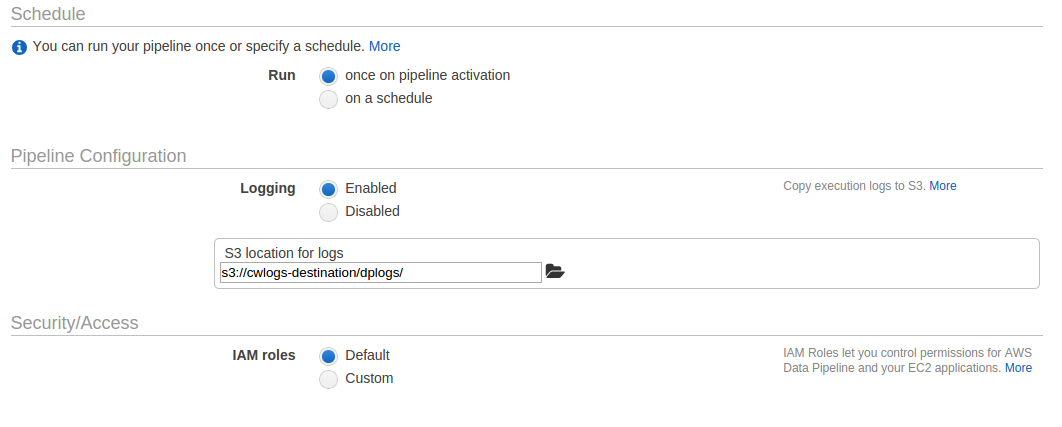 Schedule
You can run your pipeline once or specify a schedule. More
Run
once on pipeline activation
on a schedule
Pipeline Configuration
Logging
Enabled
Copy execution logs to S3. More
Disabled
S3 location for logs
s3://cwlogs-destination/dplogs/
Security/Access
IAM roles
Default
Custom
IAM Roles let you control permissions for AWS
Data Pipeline and your EC2 applications. More